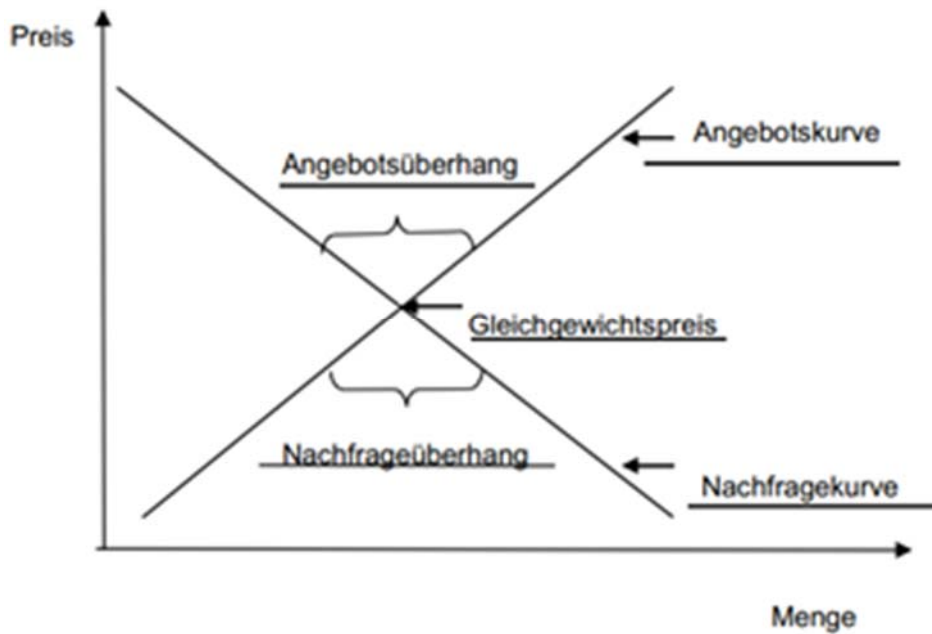 Preis
Angebotskurve
Angebotsüberhang
Gleichgewichtspreis
Nachfrageüberhang
Nachfragekurve
Menge